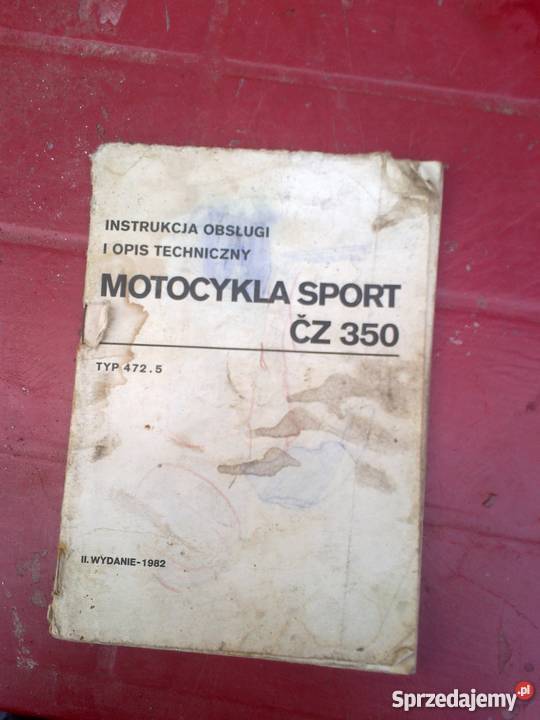 INSTRUKCJA OBSŁUGI
I OPIS TECHNICZNY
MOTOCYKLA SPORT
ČZ 350
TYP 472.5
II. WYDANIE-1982
Sprzedajemy.pl